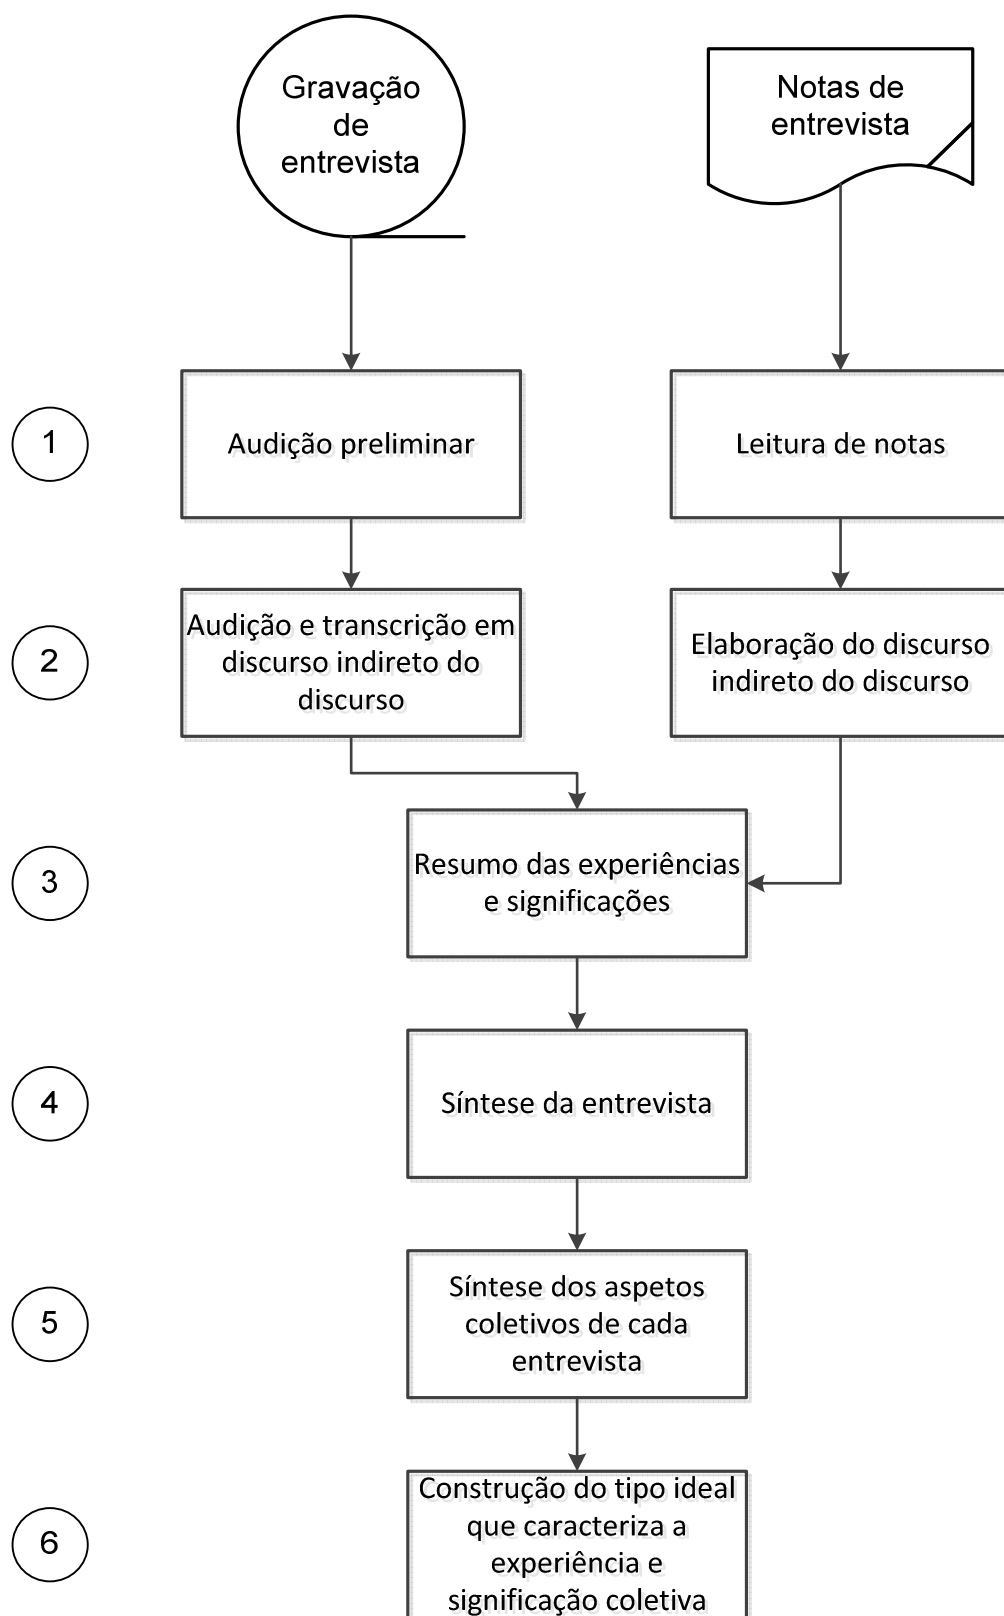 Gravação
de
entrevista
Notas de
entrevista
1
Audição preliminar
Leitura de notas
2
Audição e transcrição em
discurso indireto do
discurso
Elaboração do discurso
indireto do discurso
3
Resumo das experiências
e significações
4
Síntese da entrevista
5
Síntese dos aspetos
coletivos de cada
entrevista
6
Construção do tipo ideal
que caracteriza a
experiência e
significação coletiva